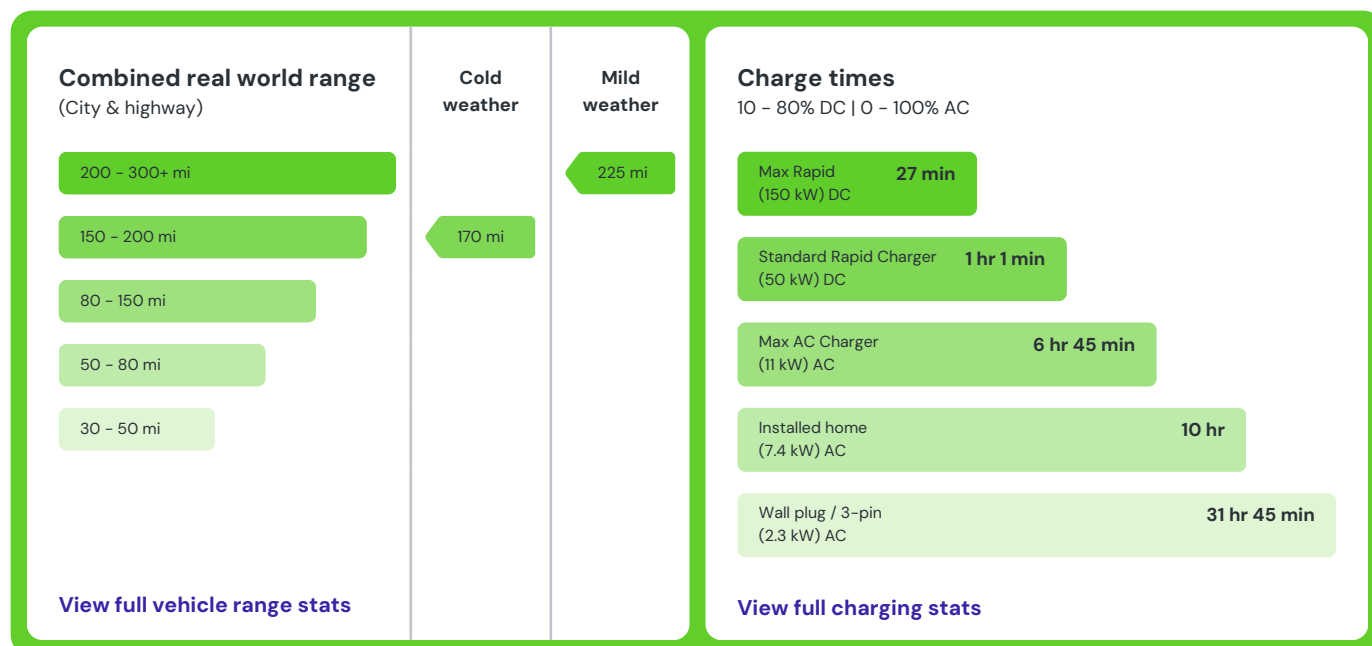 Combined real world range
(City & highway)
Cold
weather
Mild
weather
200 - 300+ mi
225 mi
150 - 200 mi
170 mi
80 - 150 mi
50 - 80 mi
30 - 50 mi
View full vehicle range stats
Charge times
10 - 80% DC | 0 - 100% AC
Max Rapid
(150 kW) DC
27 min
Standard Rapid Charger
(50 kW) DC
1 hr 1 min
Max AC Charger
(11 kW) AC
6 hr 45 min
Installed home
(7.4 kW) AC
10 hr
Wall plug / 3-pin
(2.3 kW) AC
31 hr 45 min
View full charging stats